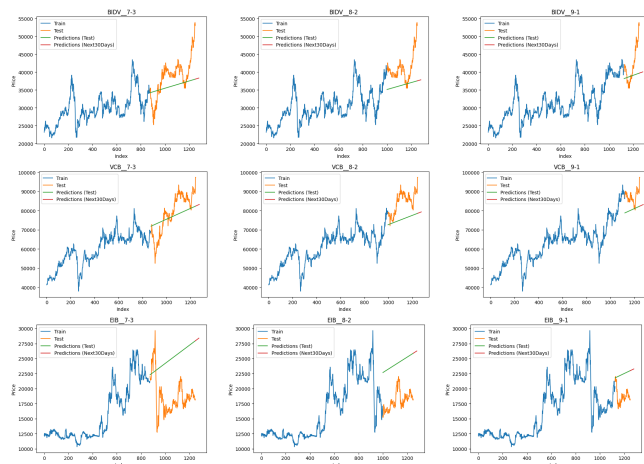 BIDV__7-3
Train
Test
Predictions (Test)
Predictions (Next30Days)
Price
55000
50000
45000
40000
35000
30000
25000
20000
0 200 400 600 800 1000 1200
Index
BIDV__8-2
Train
Test
Predictions (Test)
Predictions (Next30Days)
Price
55000
50000
45000
40000
35000
30000
25000
20000
0 200 400 600 800 1000 1200
Index
BIDV__9-1
Train
Test
Predictions (Test)
Predictions (Next30Days)
Price
55000
50000
45000
40000
35000
30000
25000
20000
0 200 400 600 800 1000 1200
Index
VCB__7-3
Train
Test
Predictions (Test)
Predictions (Next30Days)
Price
100000
90000
80000
70000
60000
50000
40000
0 200 400 600 800 1000 1200
Index
VCB__8-2
Train
Test
Predictions (Test)
Predictions (Next30Days)
Price
100000
90000
80000
70000
60000
50000
40000
0 200 400 600 800 1000 1200
Index
VCB__9-1
Train
Test
Predictions (Test)
Predictions (Next30Days)
Price
100000
90000
80000
70000
60000
50000
40000
0 200 400 600 800 1000 1200
Index
EIB__7-3
Train
Test
Predictions (Test)
Predictions (Next30Days)
Price
30000
27500
25000
22500
20000
17500
15000
12500
10000
0 200 400 600 800 1000 1200
EIB__8-2
Train
Test
Predictions (Test)
Predictions (Next30Days)
Price
30000
27500
25000
22500
20000
17500
15000
12500
10000
0 200 400 600 800 1000 1200
EIB__9-1
Train
Test
Predictions (Test)
Predictions (Next30Days)
Price
30000
27500
25000
22500
20000
17500
15000
12500
10000
0 200 400 600 800 1000 1200